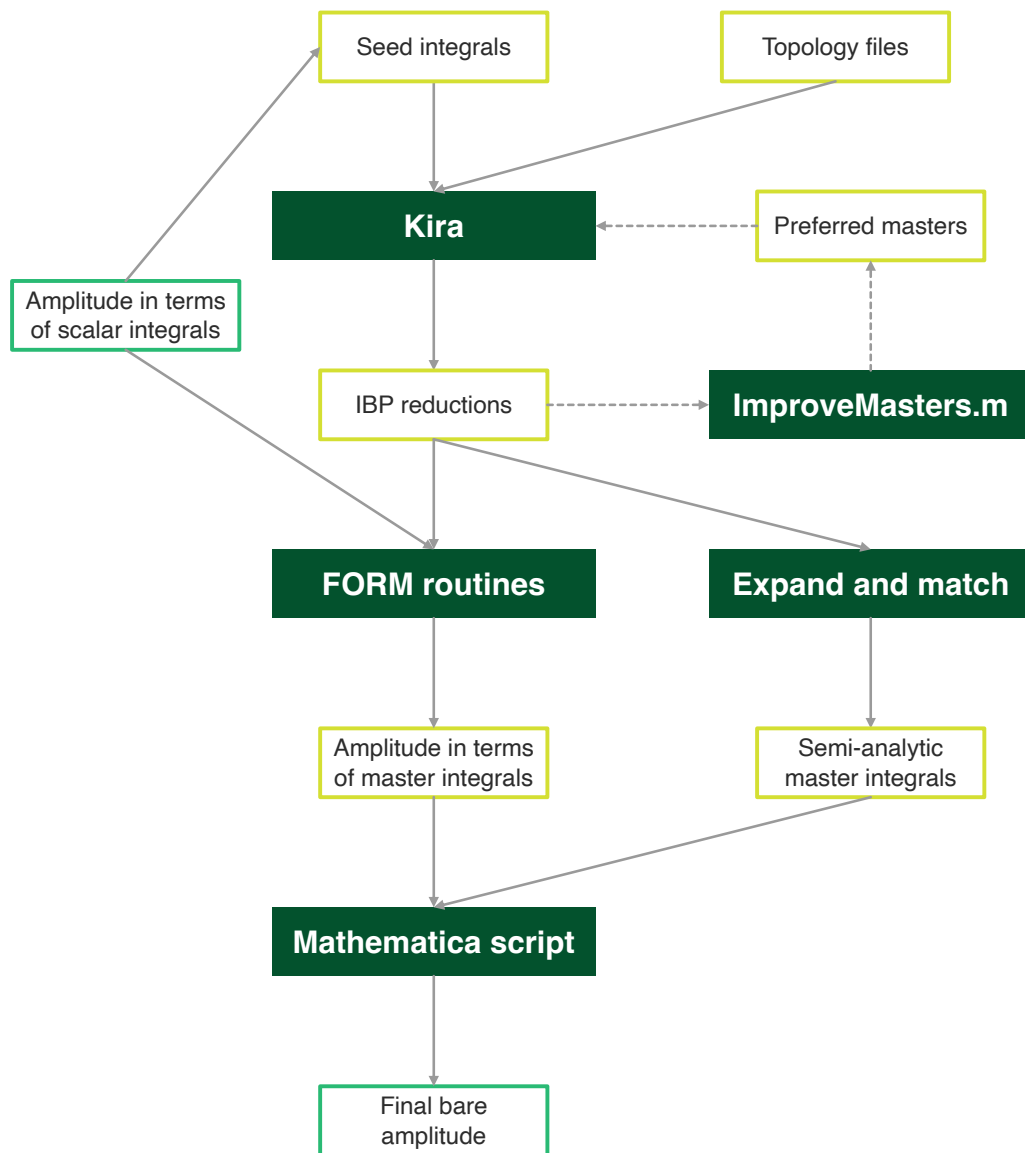 Seed integrals
Topology files
Kira
Preferred masters
Amplitude in terms
of scalar integrals
IBP reductions
ImproveMasters.m
FORM routines
Expand and match
Amplitude in terms
of master integrals
Semi-analytic
master integrals
Mathematica script
Final bare
amplitude